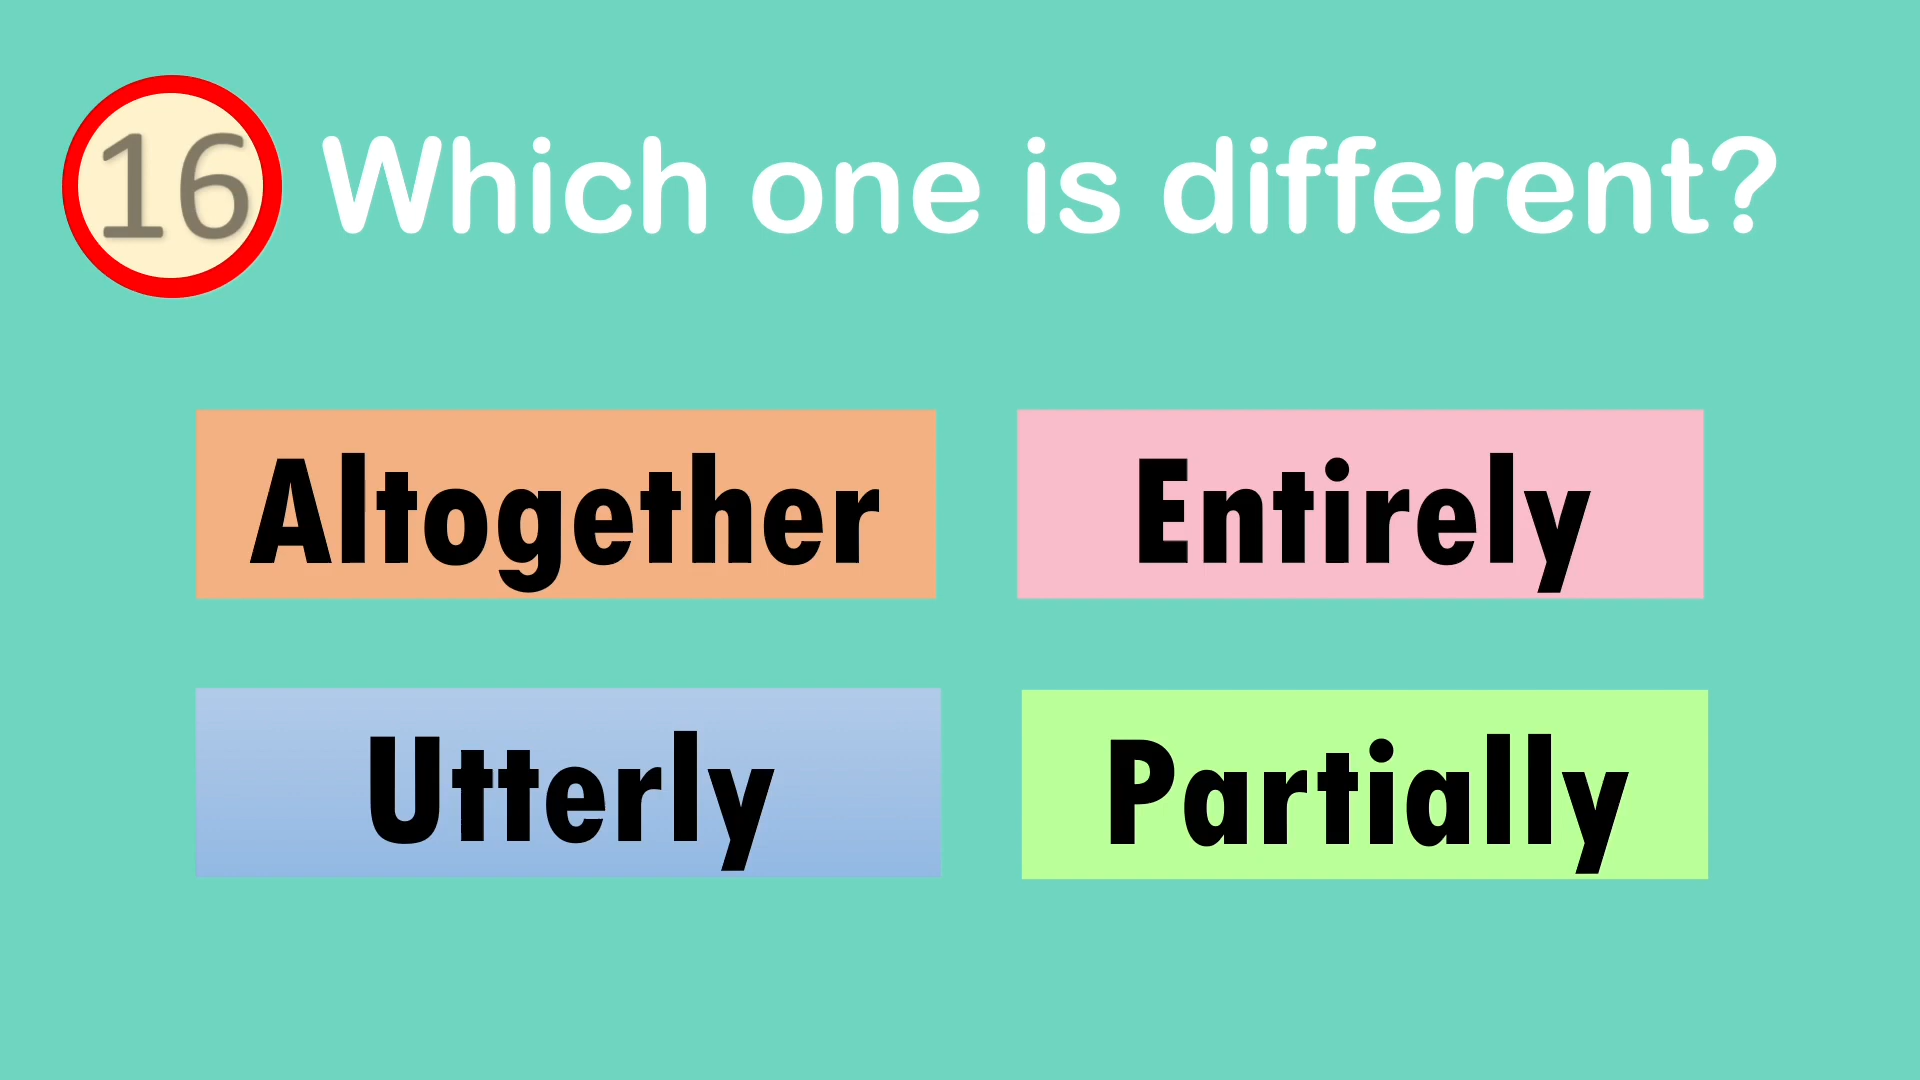 16 Which one is different?
Altogether Entirely
Utterly Partially